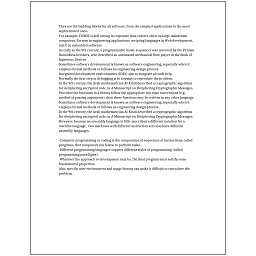 They are the building blocks for all software, from the simplest applications to the most
sophisticated ones.
For example, COBOL is still strong in corporate data centers often on large mainframe
computers, Fortran in engineering applications, scripting languages in Web development,
and C in embedded software.
As early as the 9th century, a programmable music sequencer was invented by the Persian
Banu Musa brothers, who described an automated mechanical flute player in the Book of
Ingenious Devices.
Sometimes software development is known as software engineering, especially when it
employs formal methods or follows an engineering design process.
Integrated development environments (IDEs) aim to integrate all such help.
Normally the first step in debugging is to attempt to reproduce the problem.
In the 9th century, the Arab mathematician Al-Kindi described a cryptographic algorithm
for deciphering encrypted code, in A Manuscript on Deciphering Cryptographic Messages.
Provided the functions in a library follow the appropriate run-time conventions (e.g.,
method of passing arguments), then these functions may be written in any other language.
Sometimes software development is known as software engineering, especially when it
employs formal methods or follows an engineering design process.
In the 9th century, the Arab mathematician Al-Kindi described a cryptographic algorithm
for deciphering encrypted code, in A Manuscript on Deciphering Cryptographic Messages.
However, because an assembly language is little more than a different notation for a
machine language, two machines with different instruction sets also have different
assembly languages.
Computer programming or coding is the composition of sequences of instructions, called
programs, that computers can follow to perform tasks.
Different programming languages support different styles of programming (called
programming paradigms).
Whatever the approach to development may be, the final program must satisfy some
fundamental properties.
Also, specific user environment and usage history can make it difficult to reproduce the
problem.